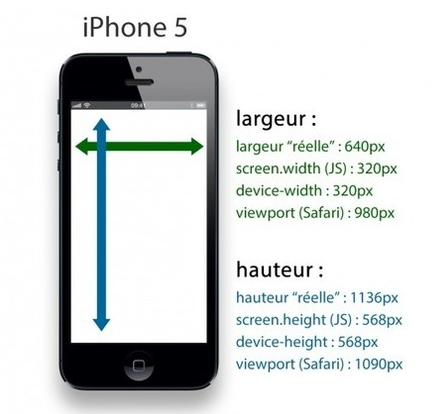 iPhone 5
09:41
largeur :
largeur “réelle” : 640px
screen.width (JS) : 320px
device-width : 320px
viewport (Safari) : 980px
hauteur :
hauteur “réelle” : 1136px
screen.height (JS) : 568px
device-height : 568px
viewport (Safari) : 1090px